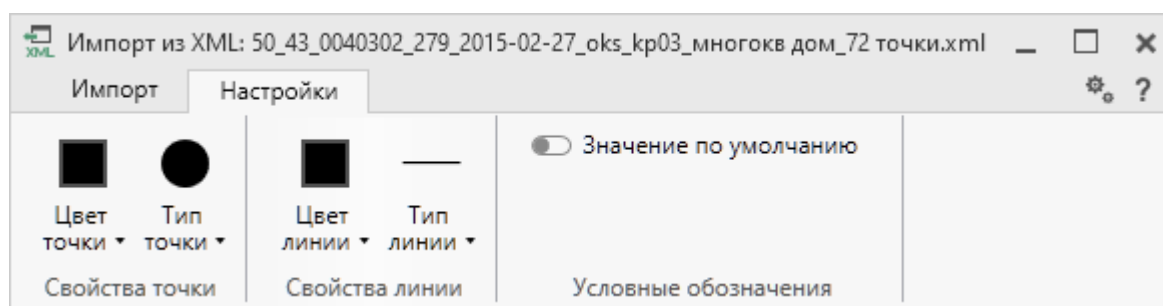 XML Импорт из XML: 50_43_0040302_279_2015-02-27_oks_kp03_многокв дом_72 точки.xml
Импорт Настройки ?
Значение по умолчанию
Цвет точки Тип точки Цвет линии Тип линии
Свойства точки Свойства линии Условные обозначения